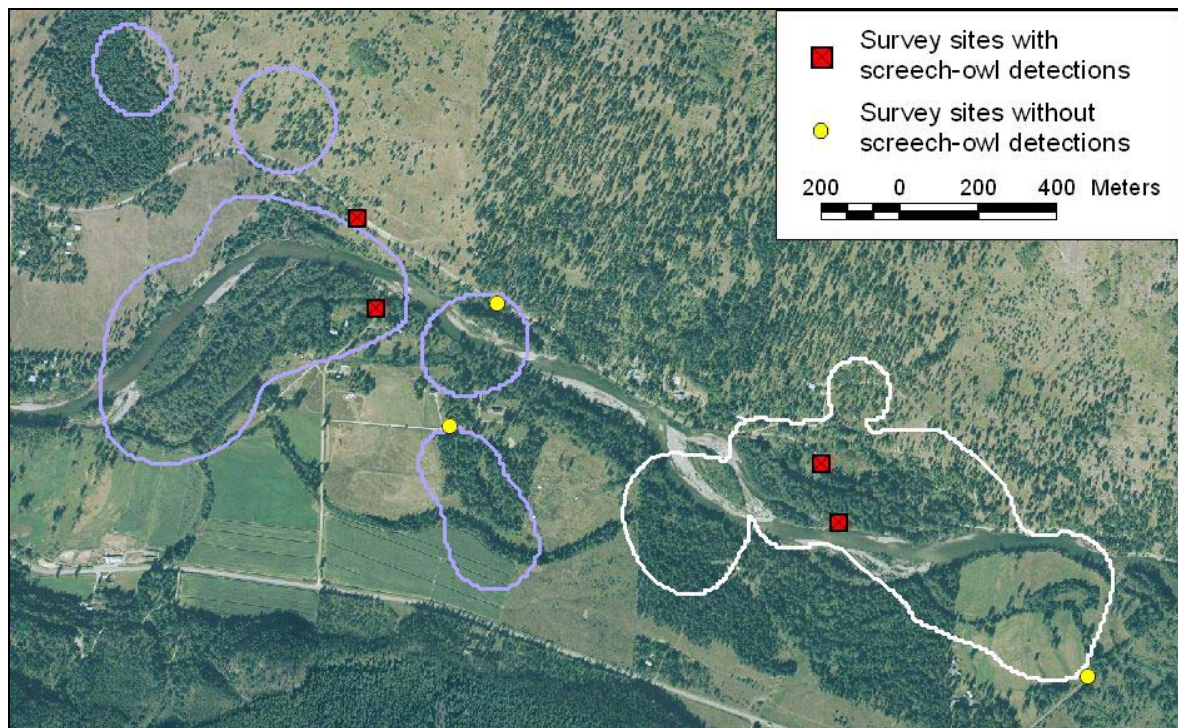 Survey sites with
screech-owl detections
Survey sites without
screech-owl detections
200 0 200 400 Meters